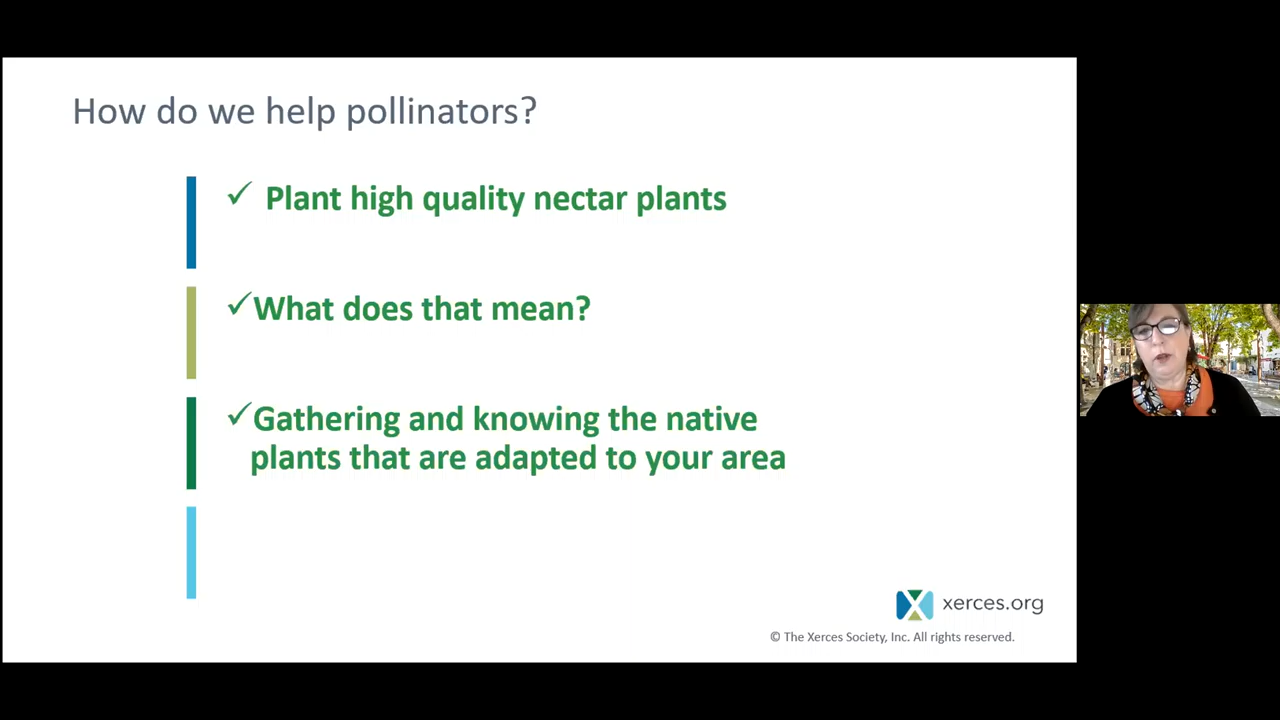 How do we help pollinators?
✓ Plant high quality nectar plants
✓What does that mean?
✓Gathering and knowing the native
plants that are adapted to your area
xerces.org
© The Xerces Society, Inc. All rights reserved.